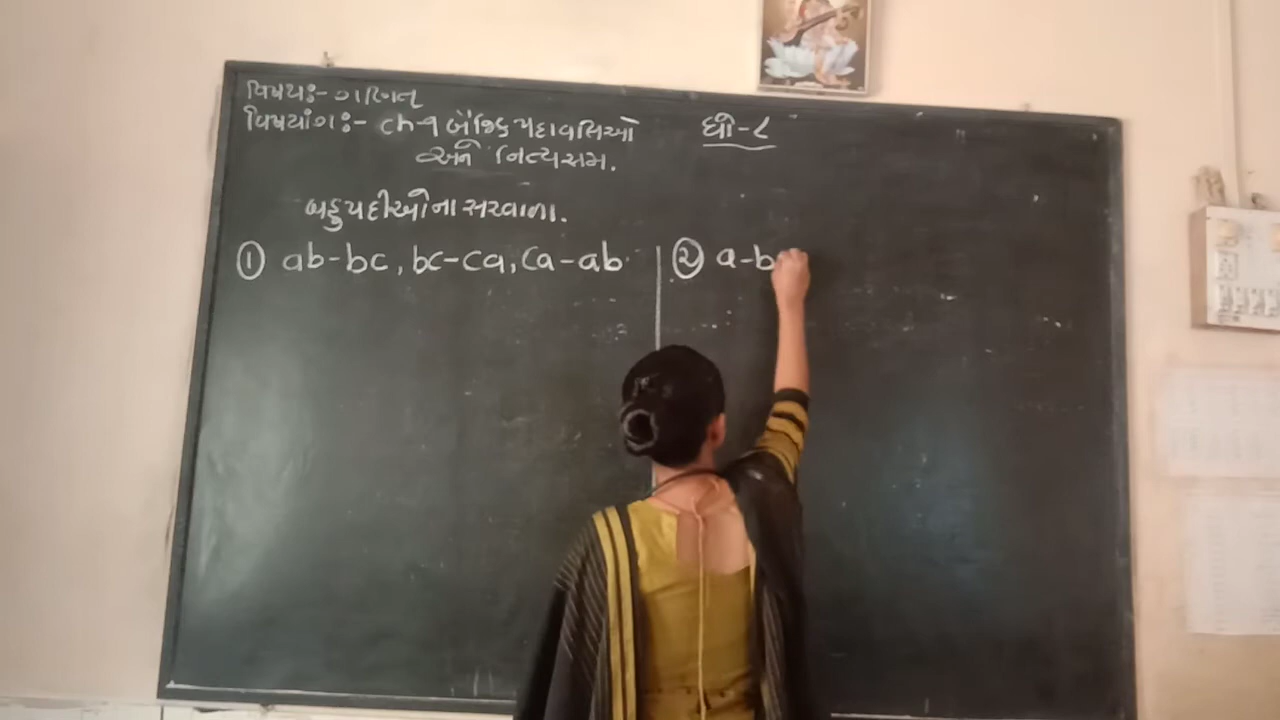 વિષય:- ગણિત
વિષયાંગ:- ch-૧ બૈજિક પદાવલિઓ
અને નિત્યસમ.
ધો-૮
બહુપદીઓના સરવાળા.
① ab-bc, bc-ca, ca-ab
② a-b